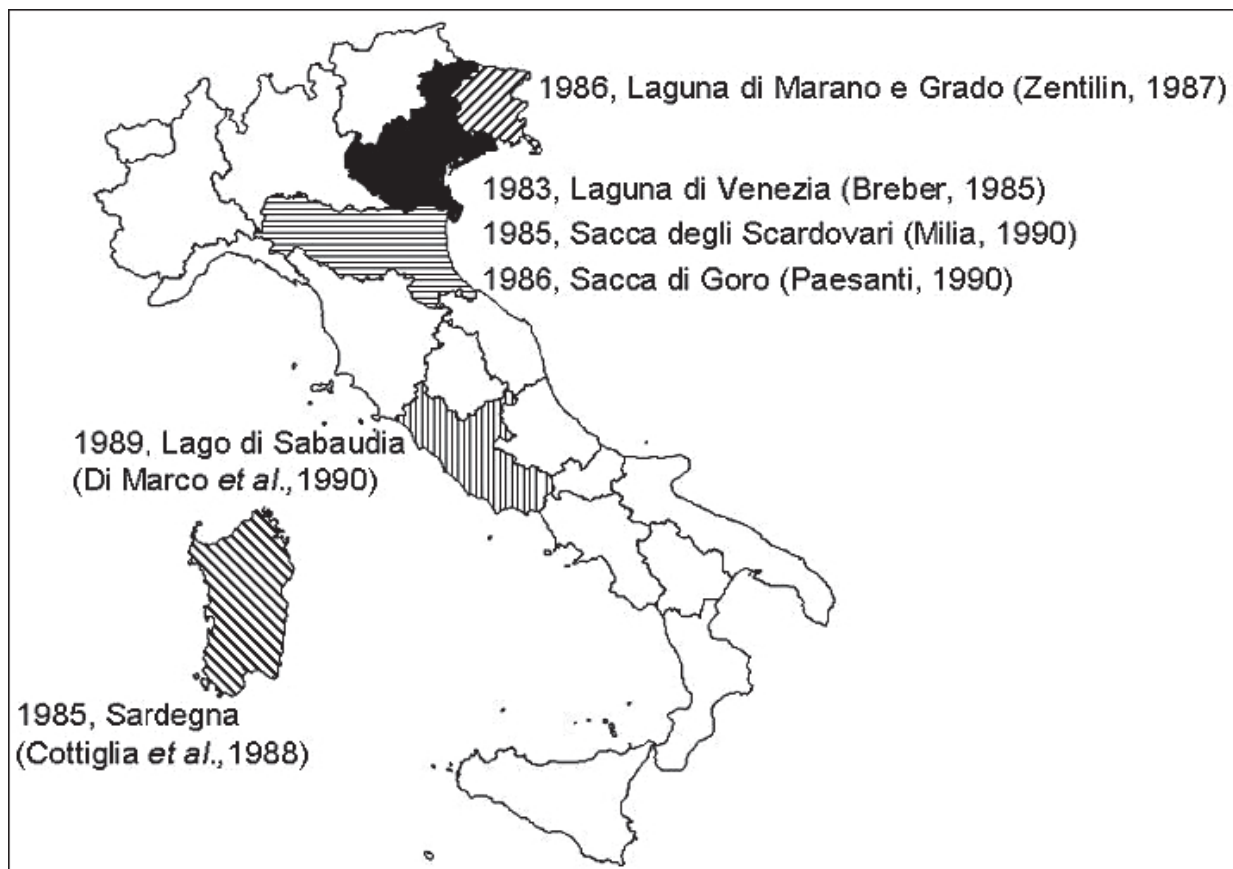 1986, Laguna di Marano e Grado (Zentilin, 1987)
1983, Laguna di Venezia (Breber, 1985)
1985, Sacca degli Scardovari (Milia, 1990)
1986, Sacca di Goro (Paesanti, 1990)
1989, Lago di Sabaudia
(Di Marco et al.,1990)
1985, Sardegna
(Cottiglia et al.,1988)